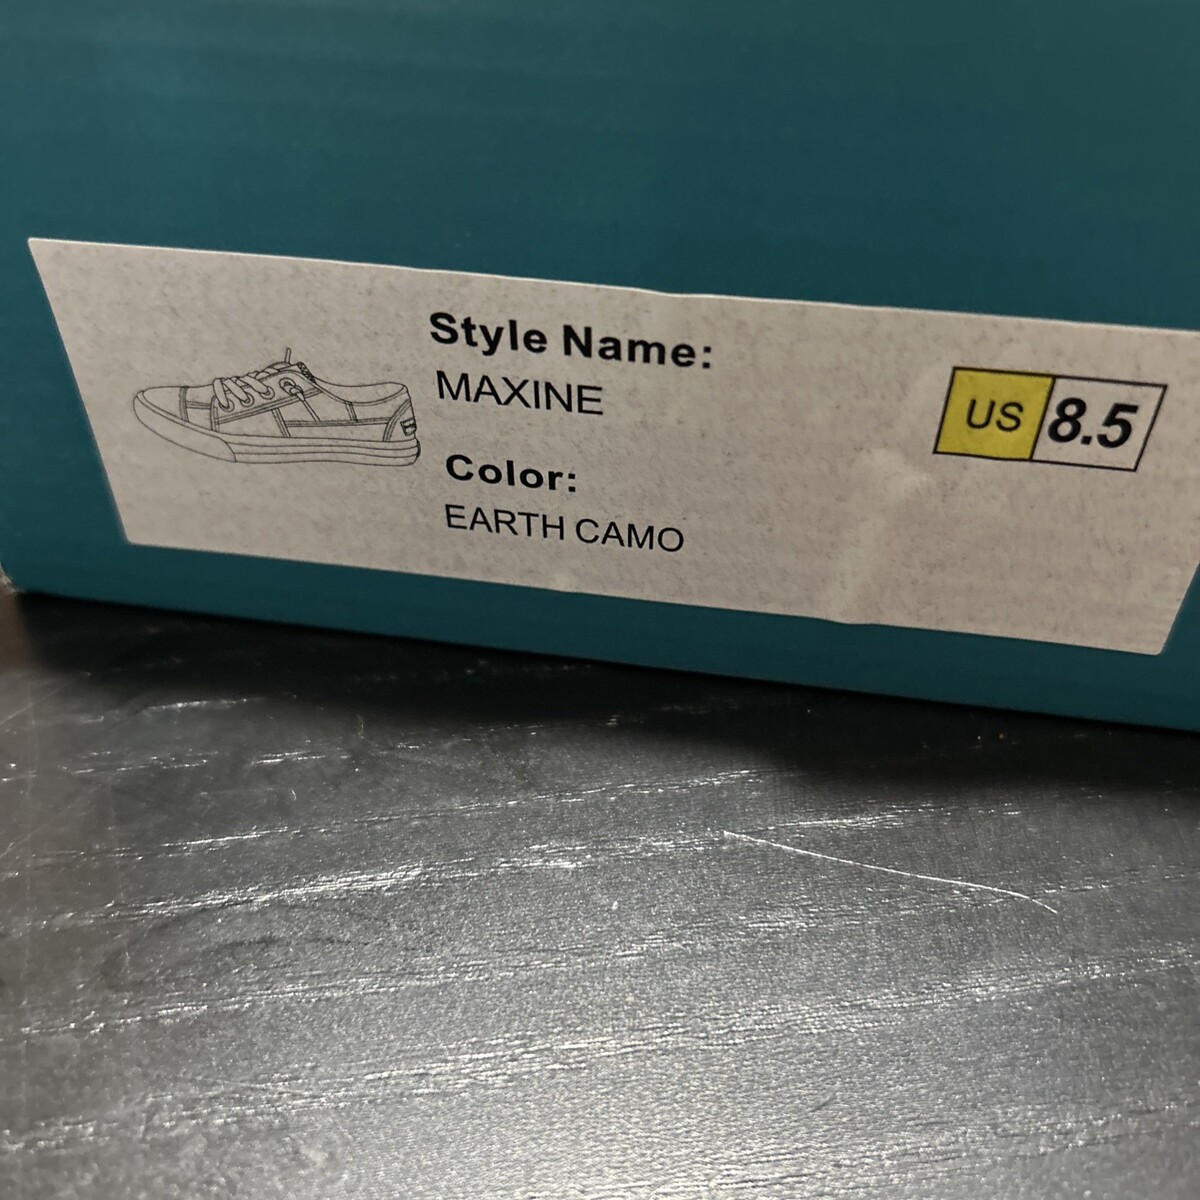 Style Name:
MAXINE
Color:
EARTH CAMO
US 8.5